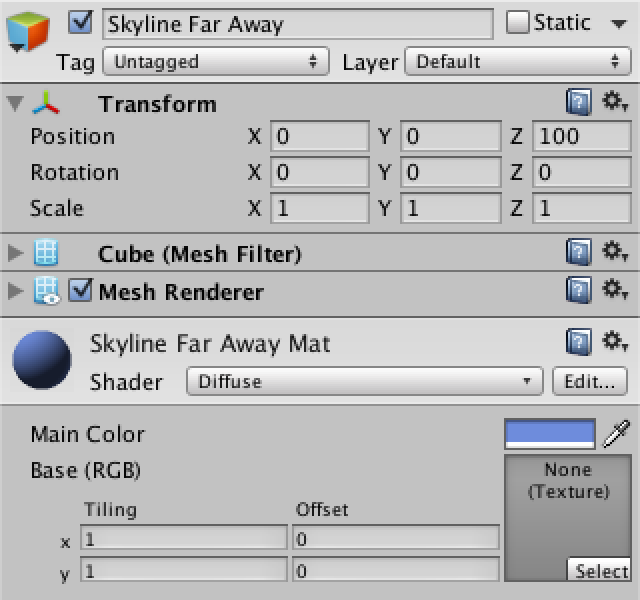 Skyline Far Away Static
Tag Untagged Layer Default
Transform
Position X 0 Y 0 Z 100
Rotation X 0 Y 0 Z 0
Scale X 1 Y 1 Z 1
Cube (Mesh Filter)
Mesh Renderer
Skyline Far Away Mat
Shader Diffuse Edit...
Main Color
Base (RGB) None
(Texture)
Tiling Offset
x 1 0
y 1 0 Select